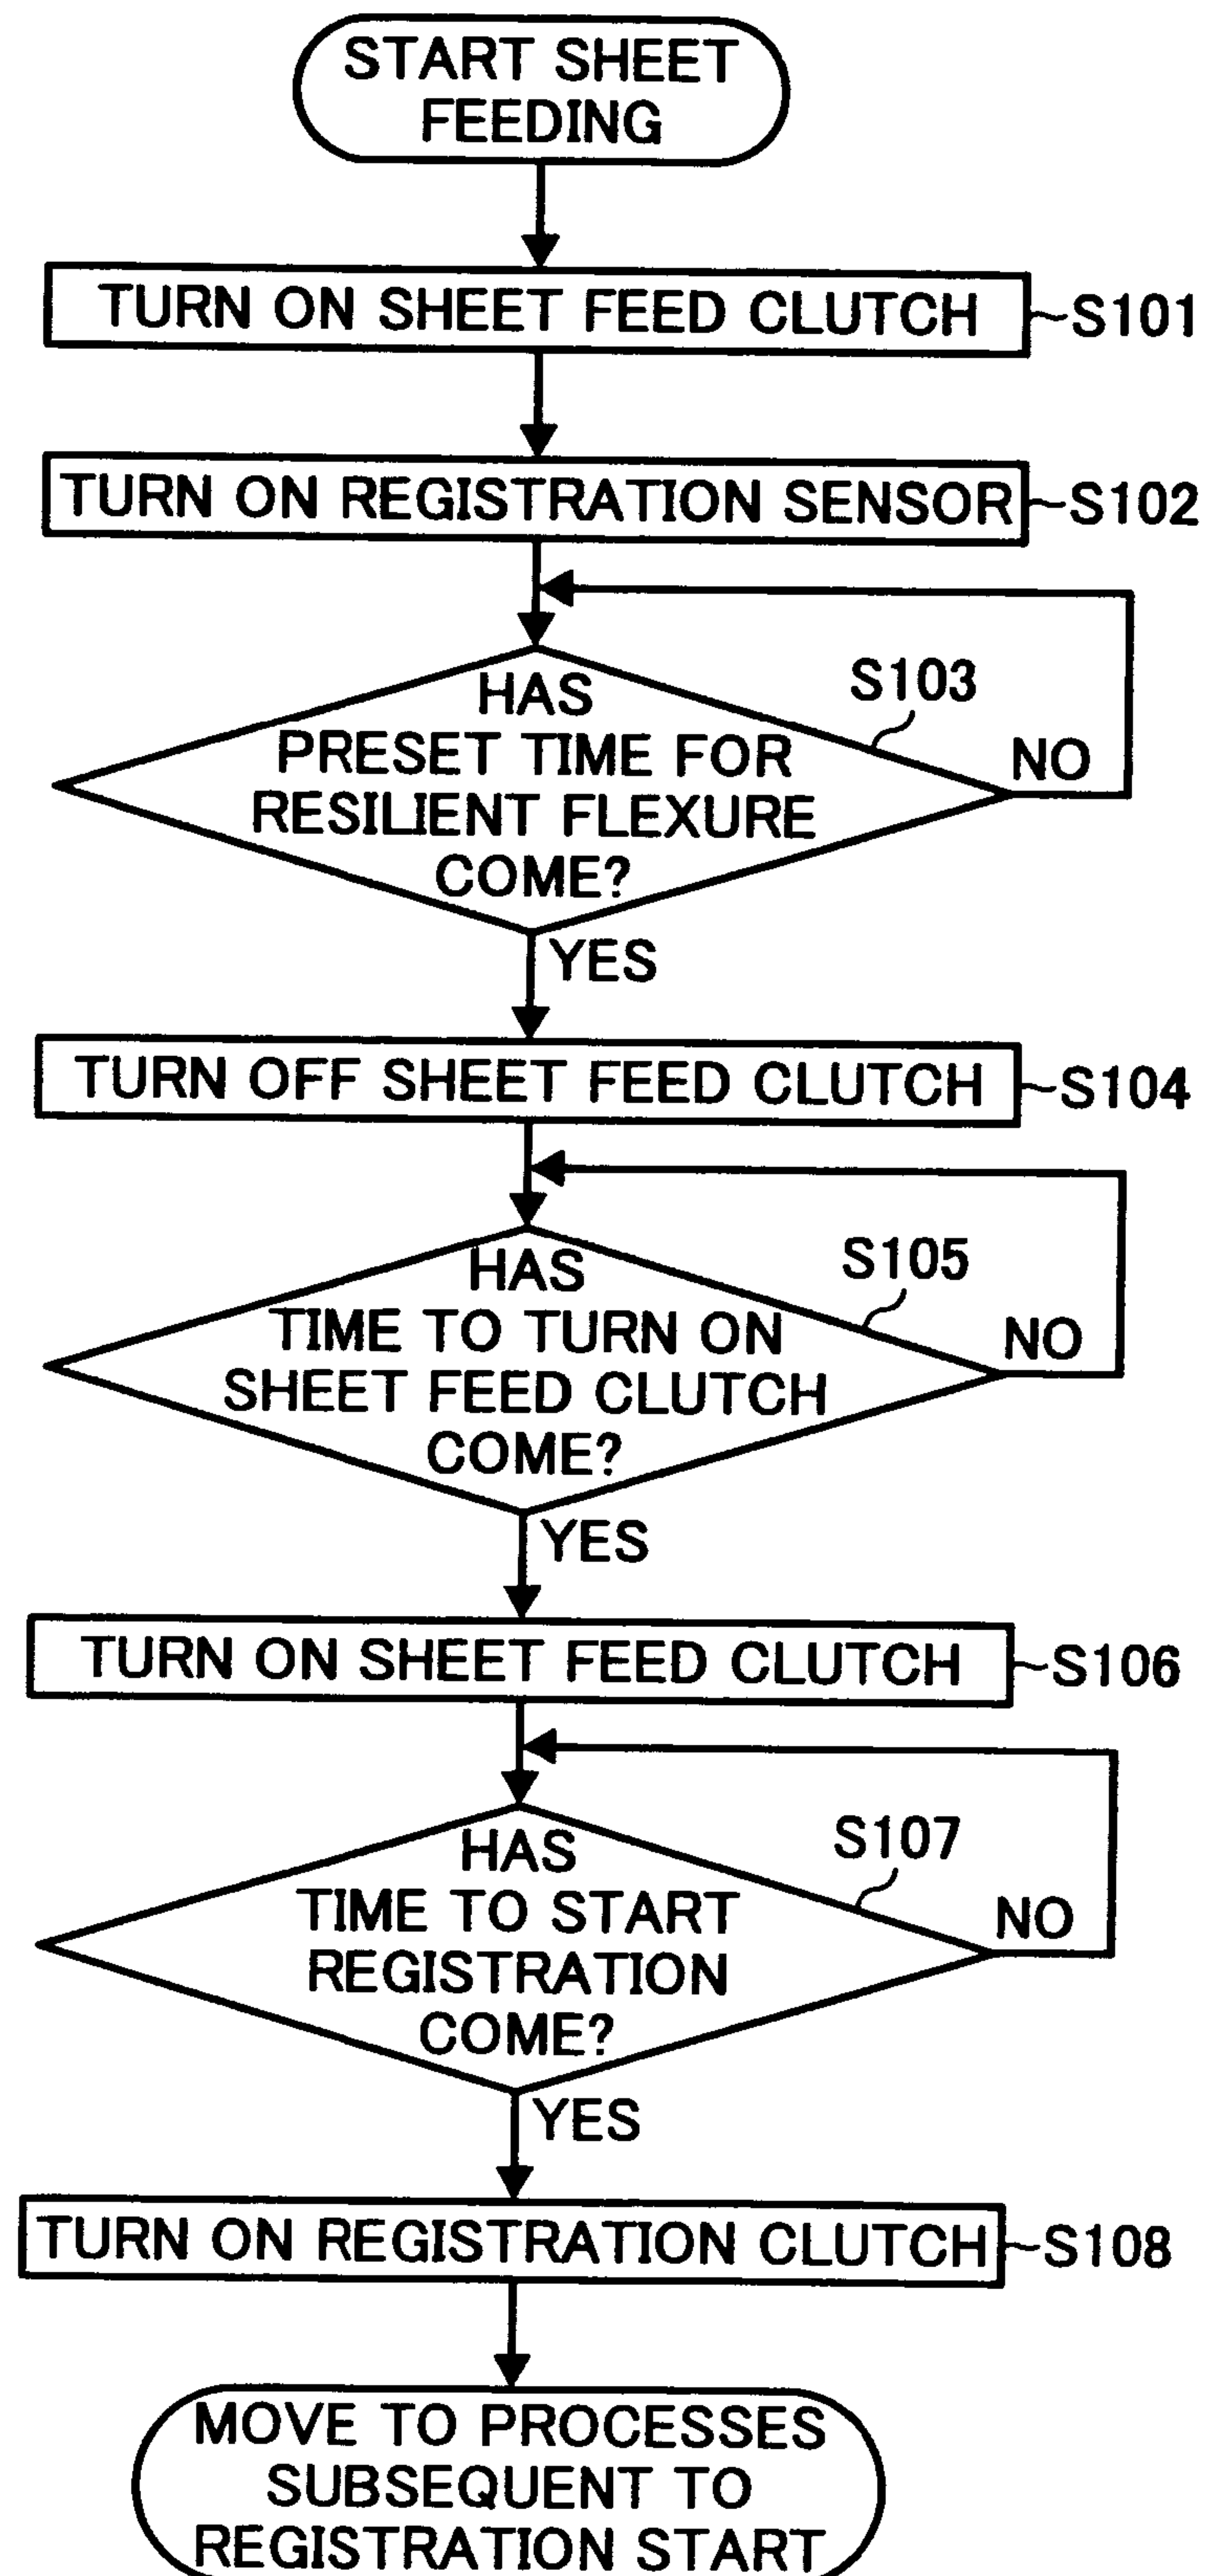 START SHEET
FEEDING
TURN ON SHEET FEED CLUTCH
S101
TURN ON REGISTRATION SENSOR
S102
HAS
PRESET TIME FOR
RESILIENT FLEXURE
COME?
S103
NO
YES
TURN OFF SHEET FEED CLUTCH
S104
HAS
TIME TO TURN ON
SHEET FEED CLUTCH
COME?
S105
NO
YES
TURN ON SHEET FEED CLUTCH
S106
HAS
TIME TO START
REGISTRATION
COME?
S107
NO
YES
TURN ON REGISTRATION CLUTCH
S108
MOVE TO PROCESSES
SUBSEQUENT TO
REGISTRATION START